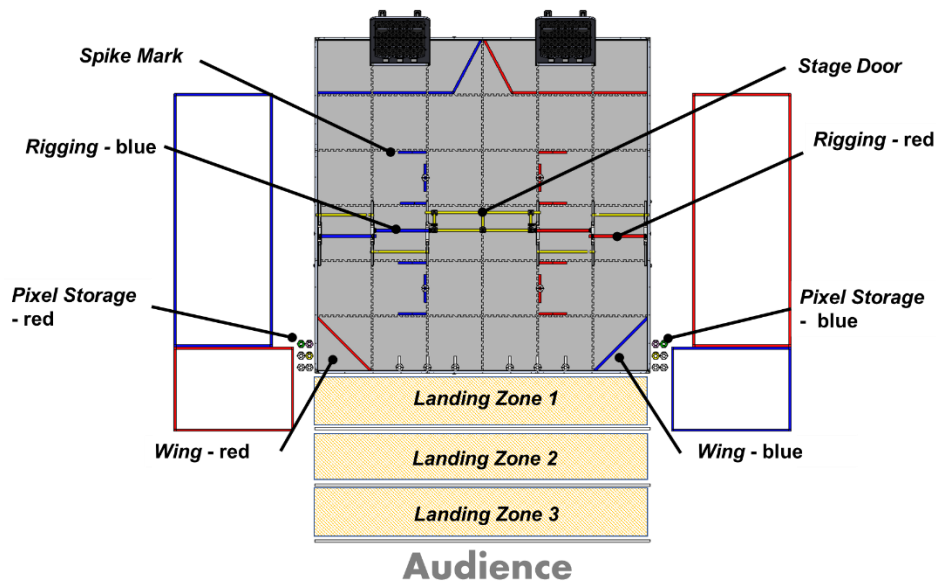 Spike Mark
Stage Door
Rigging - blue
Rigging - red
Pixel Storage
- red
Pixel Storage
- blue
Landing Zone 1
Wing - red
Wing - blue
Landing Zone 2
Landing Zone 3
Audience